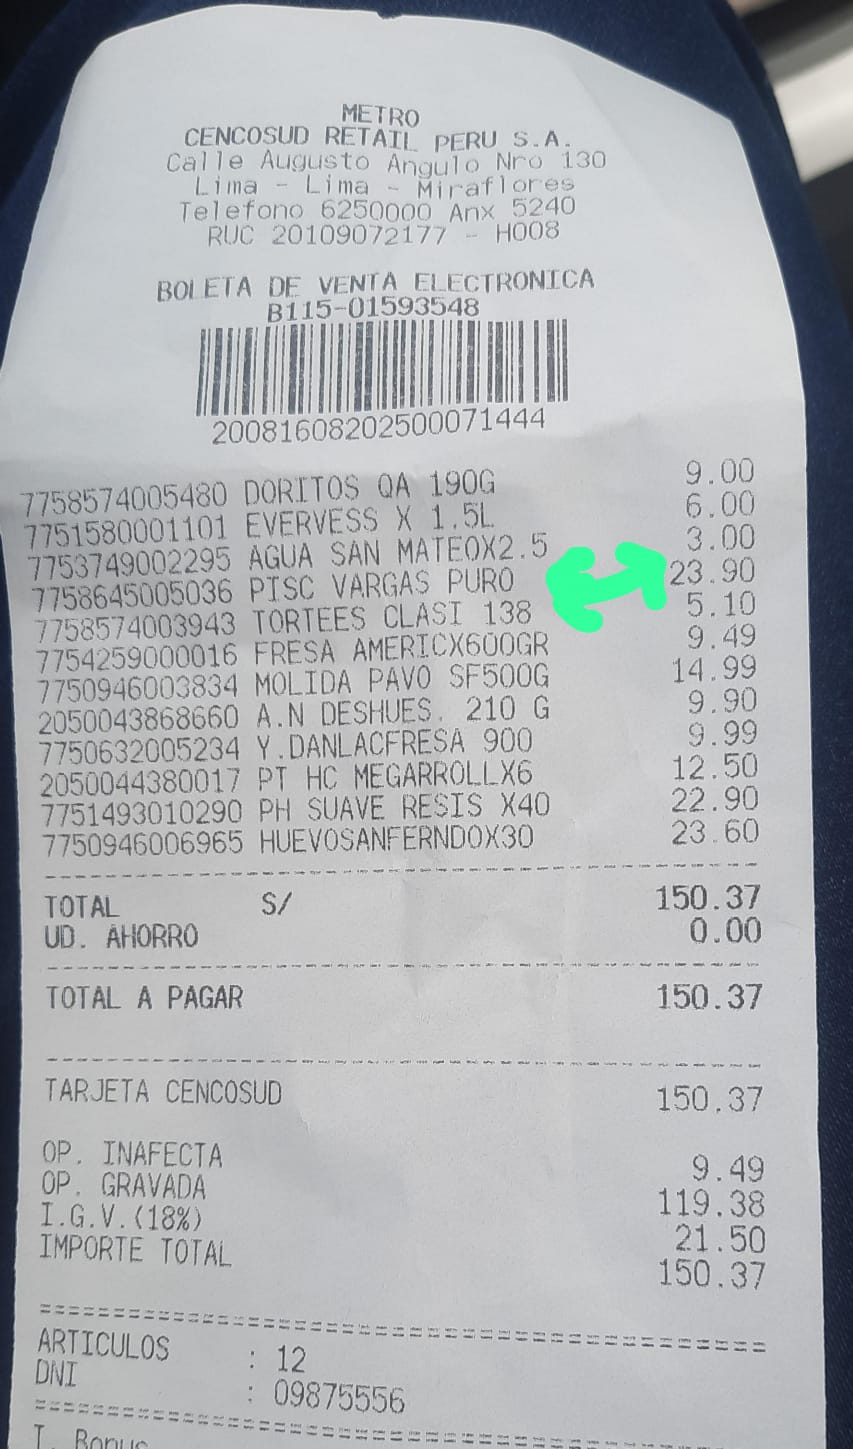 METRO
CENCOSUD RETAIL PERU S.A.
Calle Augusto Angulo Nro 130
Lima - Lima - Miraflores
Telefono 6250000 Anx 5240
RUC 20109072177 - H008
BOLETA DE VENTA ELECTRONICA
B115-01593548
20081608202500071444
7758574005480 DORITOS QA 190G 9.00
7751580001101 EVERVESS X 1.5L 6.00
7753749002295 AGUA SAN MATEOX2.5 3.00
7758645005036 PISC VARGAS PURO 23.90
7758574003943 TORTEES CLASI 138 5.10
7754259000016 FRESA AMERICX600GR 9.49
7750946003834 MOLIDA PAVO SF500G 14.99
2050043868660 A.N DESHUES. 210 G 9.90
7750632005234 Y.DANLACFRESA 900 9.99
2050044380017 PT HC MEGARROLLX6 12.50
7751493010290 PH SUAVE RESIS X40 22.90
7750946006965 HUEVOSANFERNDOX30 23.60
TOTAL S/ 150.37
UD. AHORRO 0.00
TOTAL A PAGAR 150.37
TARJETA CENCOSUD 150.37
OP. INAFECTA 9.49
OP. GRAVADA 119.38
I.G.V.(18%) 21.50
IMPORTE TOTAL 150.37
ARTICULOS : 12
DNI : 09875556
T. Bonus